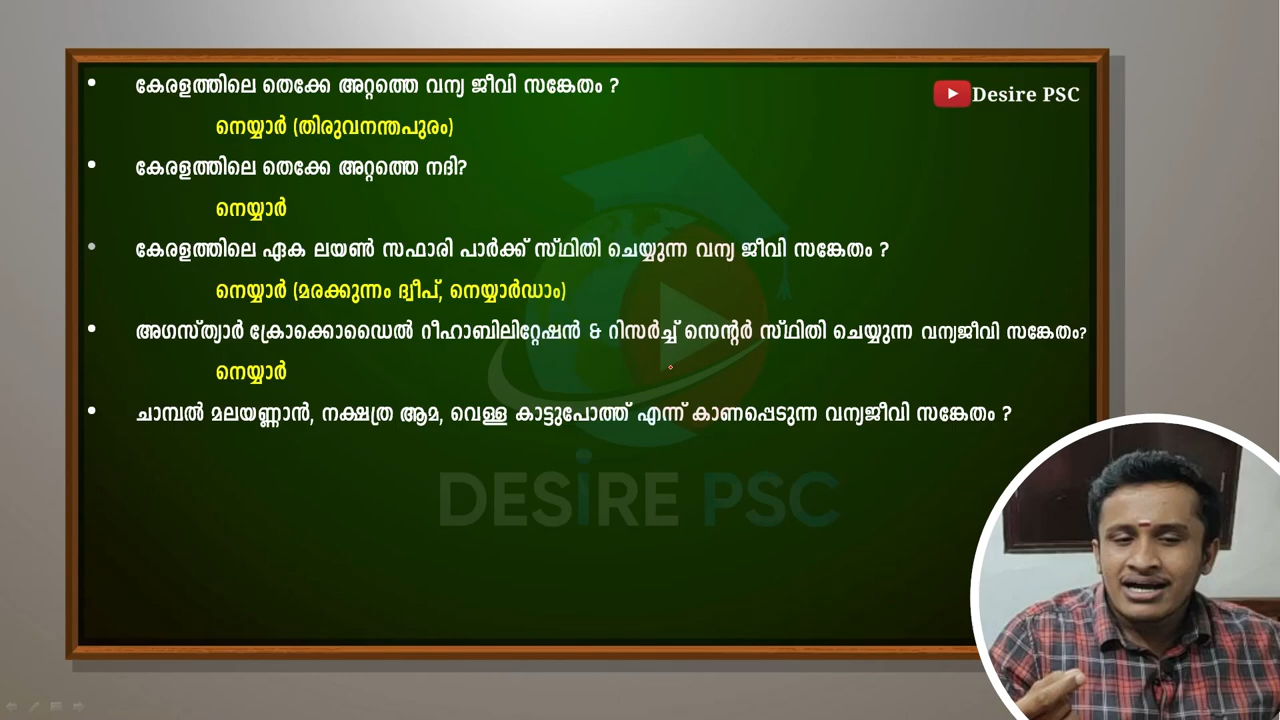 കേരളത്തിലെ തെക്കേ അറ്റത്തെ വന്യ ജീവി സങ്കേതം ?
Desire PSC
നെയ്യാർ (തിരുവനന്തപുരം)
കേരളത്തിലെ തെക്കേ അറ്റത്തെ നദി?
നെയ്യാർ
കേരളത്തിലെ ഏക ലയൺ സഫാരി പാർക്ക് സ്ഥിതി ചെയ്യുന്ന വന്യ ജീവി സങ്കേതം ?
നെയ്യാർ (മരക്കുന്നം ദ്വീപ്, നെയ്യാർഡാം)
അഗസ്ത്യാർ ക്രോക്കൊഡൈൽ റീഹാബിലിറ്റേഷൻ & റിസർച്ച് സെന്റർ സ്ഥിതി ചെയ്യുന്ന വന്യജീവി സങ്കേതം?
നെയ്യാർ
ചാമ്പൽ മലയണ്ണാൻ, നക്ഷത്ര ആമ, വെള്ള കാട്ടുപോത്ത് എന്ന് കാണപ്പെടുന്ന വന്യജീവി സങ്കേതം ?
DESiRE PSC